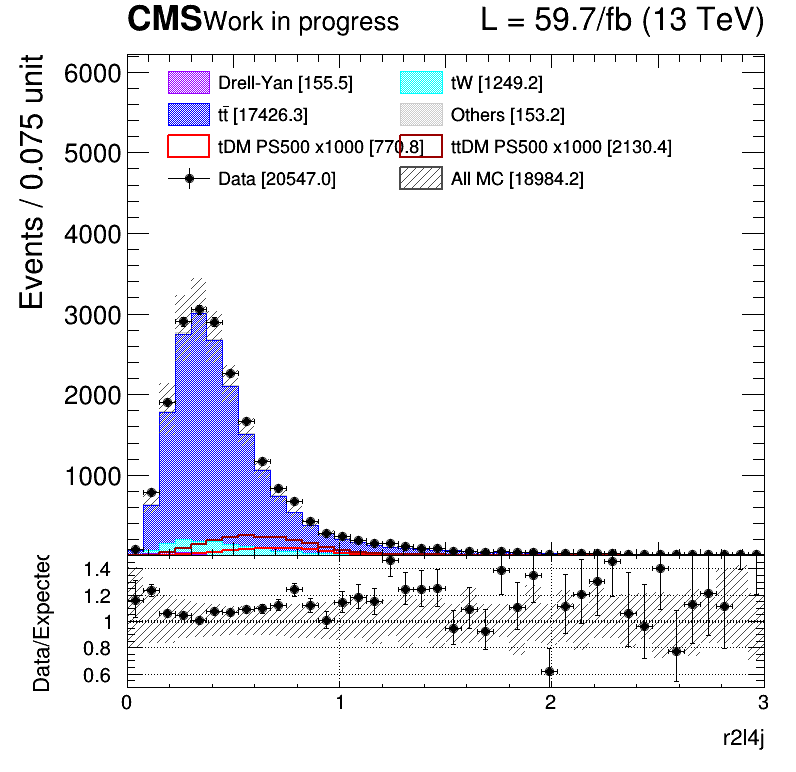 CMS Work in progress L = 59.7/fb (13 TeV)
Events / 0.075 unit
6000
5000
4000
3000
2000
1000
Drell-Yan [155.5] tW [1249.2]
tt̄ [17426.3] Others [153.2]
tDM PS500 x1000 [770.8] ttDM PS500 x1000 [2130.4]
Data [20547.0] All MC [18984.2]
Data/Expected
1.4
1.2
1
0.8
0.6
0 1 2 3
r2l4j